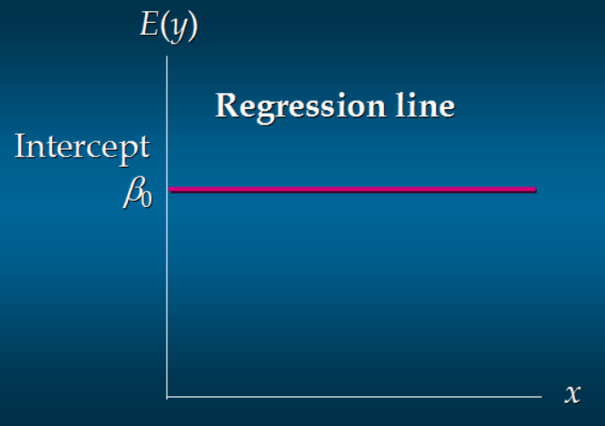 E(y)
Regression line
Intercept
β₀
x